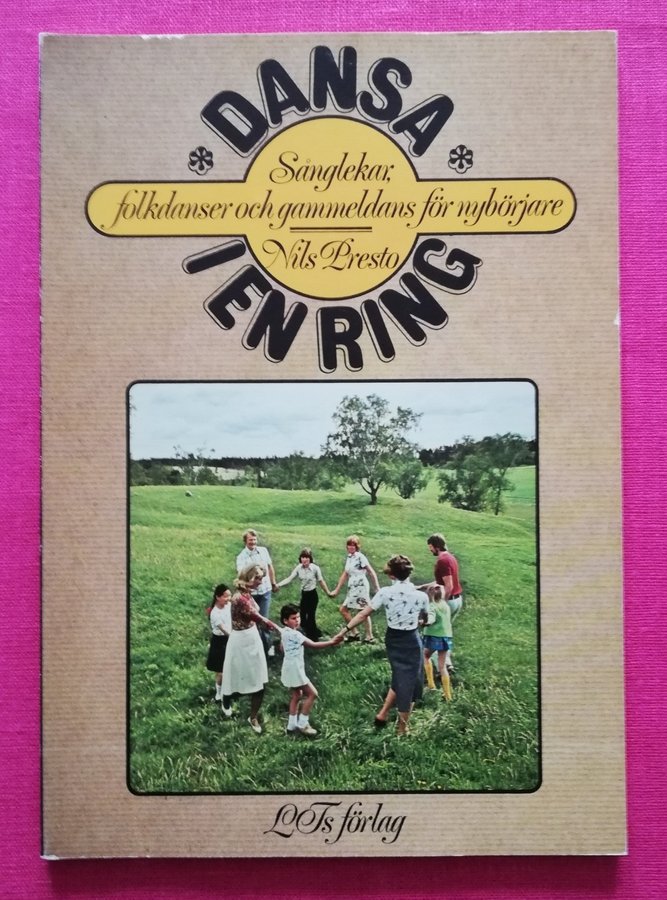 DANSA
Sånglekar,
folkdanser och gammeldans för nybörjare
Nils Presto
I EN RING
LTs förlag